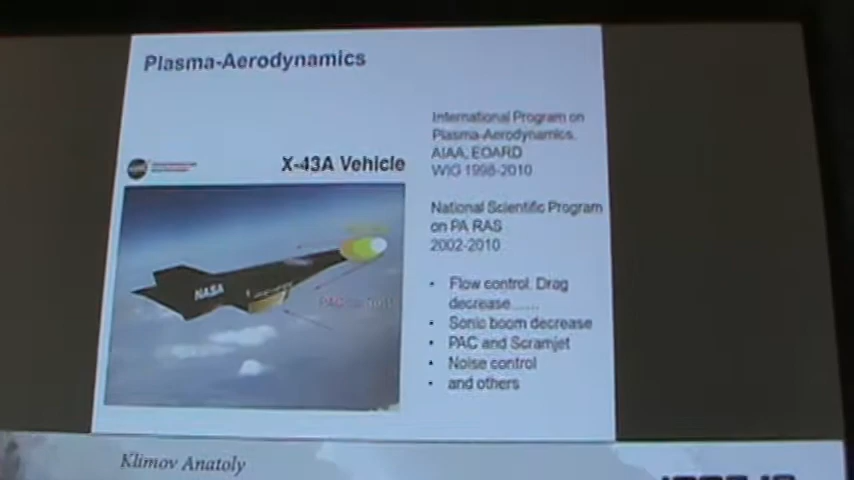 Plasma-Aerodynamics
X-43A Vehicle
NASA
International Program on
Plasma-Aerodynamics.
AIAA, EOARD
WIG 1998-2010
National Scientific Program
on PA RAS
2002-2010
• Flow control. Drag
decrease......
• Sonic boom decrease
• PAC and Scramjet
• Noise control
• and others
Klimov Anatoly